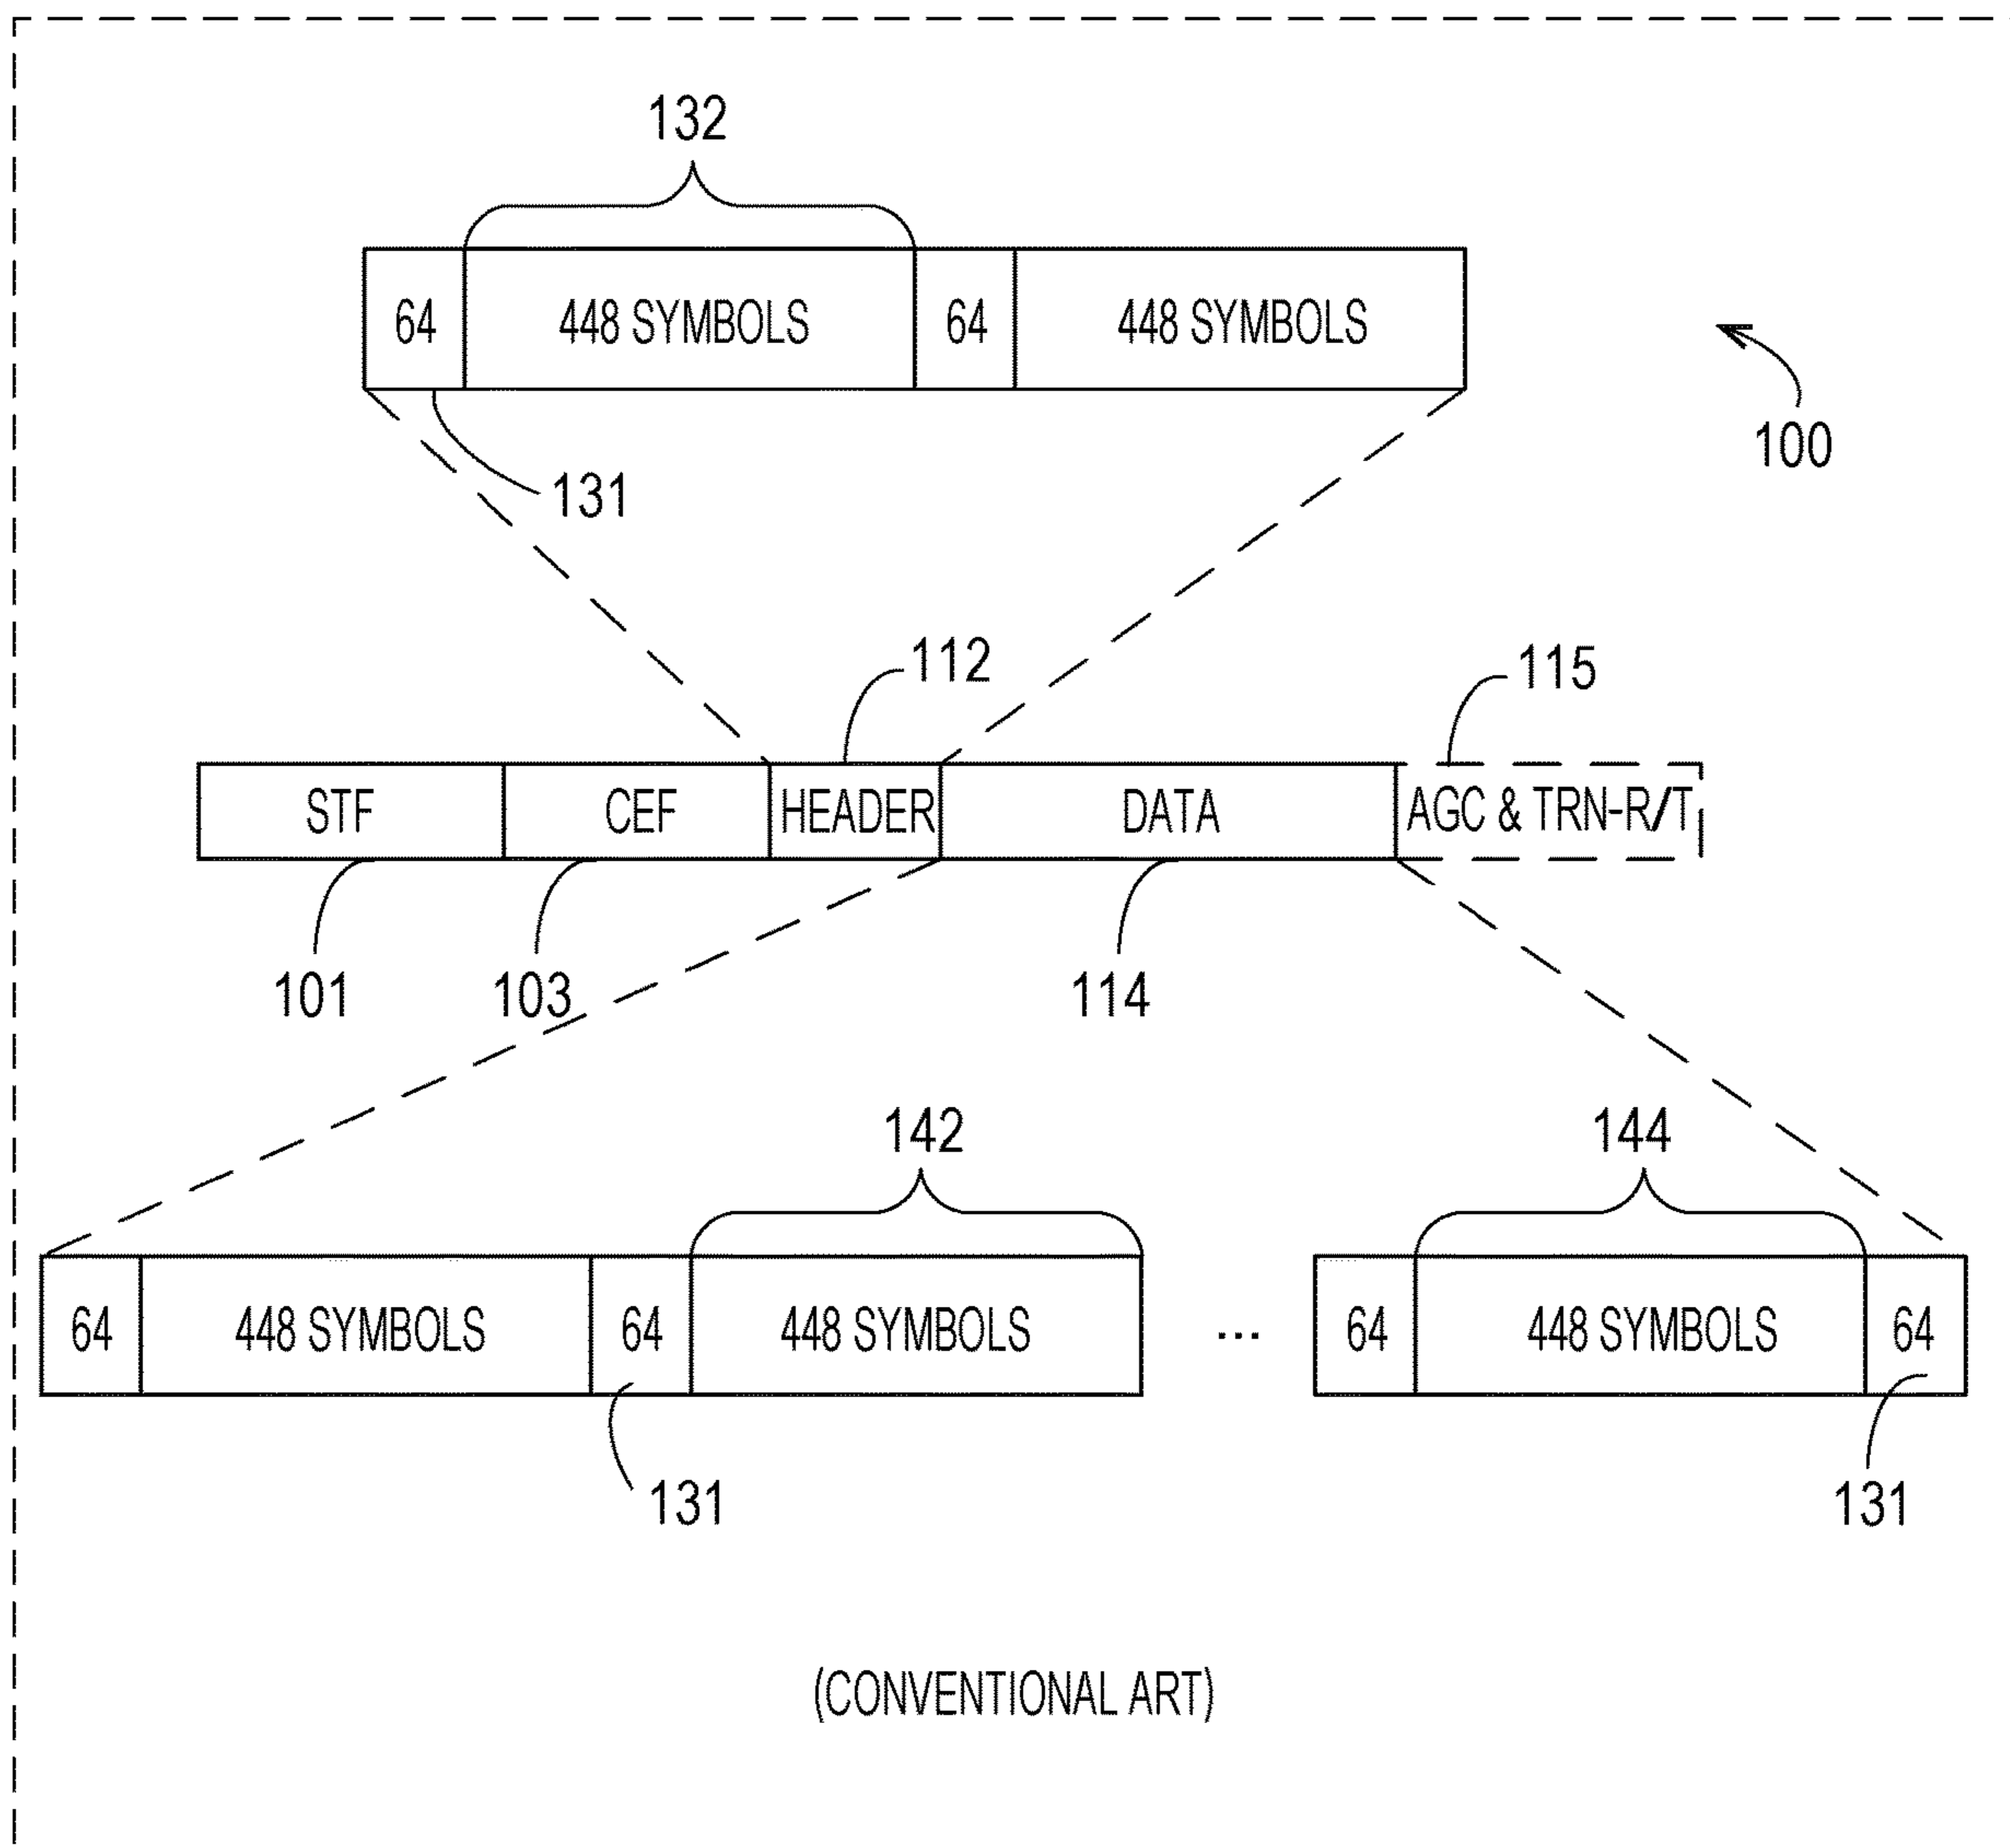 132
64 448 SYMBOLS 64 448 SYMBOLS
100
131
112
115
STF CEF HEADER DATA AGC & TRN-R/T
101 103 114
142 144
64 448 SYMBOLS 64 448 SYMBOLS ... 64 448 SYMBOLS 64
131 131
(CONVENTIONAL ART)